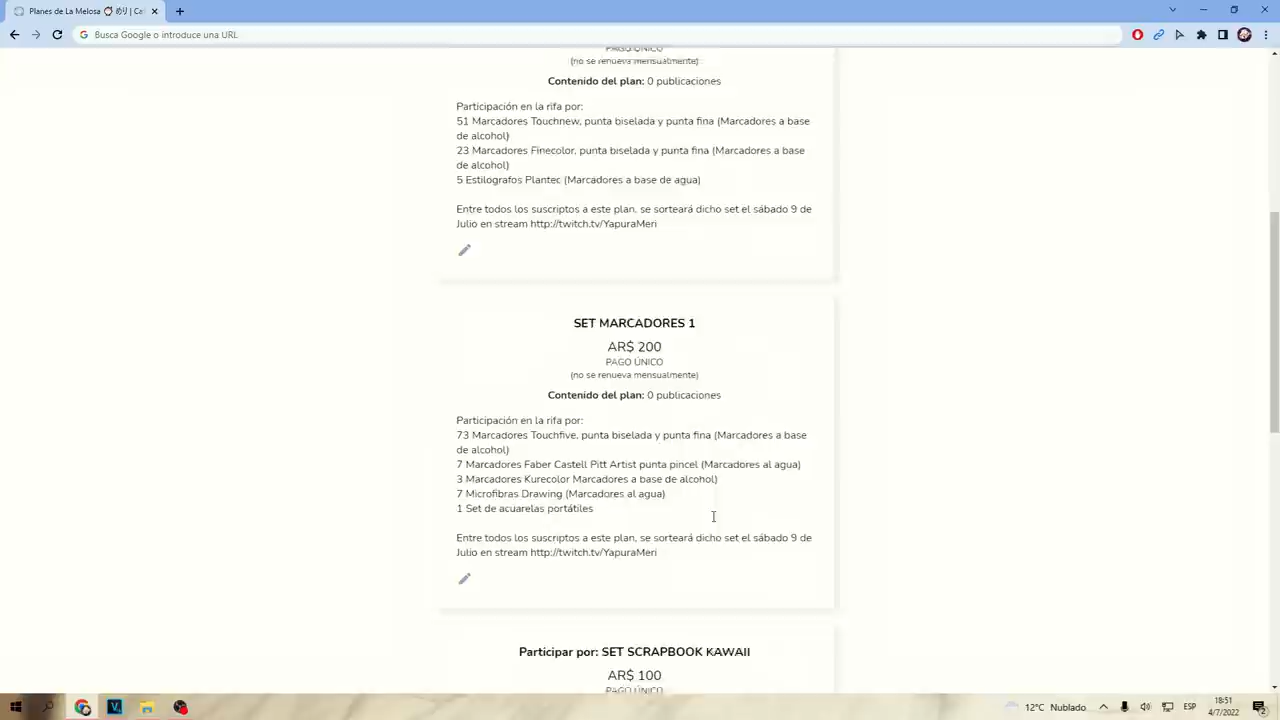 Planes de La Melosa めり | Ca
Busca Google o introduce una URL
PAGO ÚNICO
(no se renueva mensualmente)
Contenido del plan: 0 publicaciones
Participación en la rifa por:
51 Marcadores Touchnew, punta biselada y punta fina (Marcadores a base
de alcohol)
23 Marcadores Finecolor, punta biselada y punta fina (Marcadores a base
de alcohol)
5 Estilografos Plantec (Marcadores a base de agua)
Entre todos los suscriptos a este plan, se sorteará dicho set el sábado 9 de
Julio en stream http://twitch.tv/YapuraMeri
SET MARCADORES 1
AR$ 200
PAGO ÚNICO
(no se renueva mensualmente)
Contenido del plan: 0 publicaciones
Participación en la rifa por:
73 Marcadores Touchfive, punta biselada y punta fina (Marcadores a base
de alcohol)
7 Marcadores Faber Castell Pitt Artist punta pincel (Marcadores al agua)
3 Marcadores Kurecolor Marcadores a base de alcohol)
7 Microfibras Drawing (Marcadores al agua)
1 Set de acuarelas portátiles
Entre todos los suscriptos a este plan, se sorteará dicho set el sábado 9 de
Julio en stream http://twitch.tv/YapuraMeri
Participar por: SET SCRAPBOOK KAWAII
AR$ 100
PAGO ÚNICO
12°C Nublado
ESP
18:51
4/7/2022